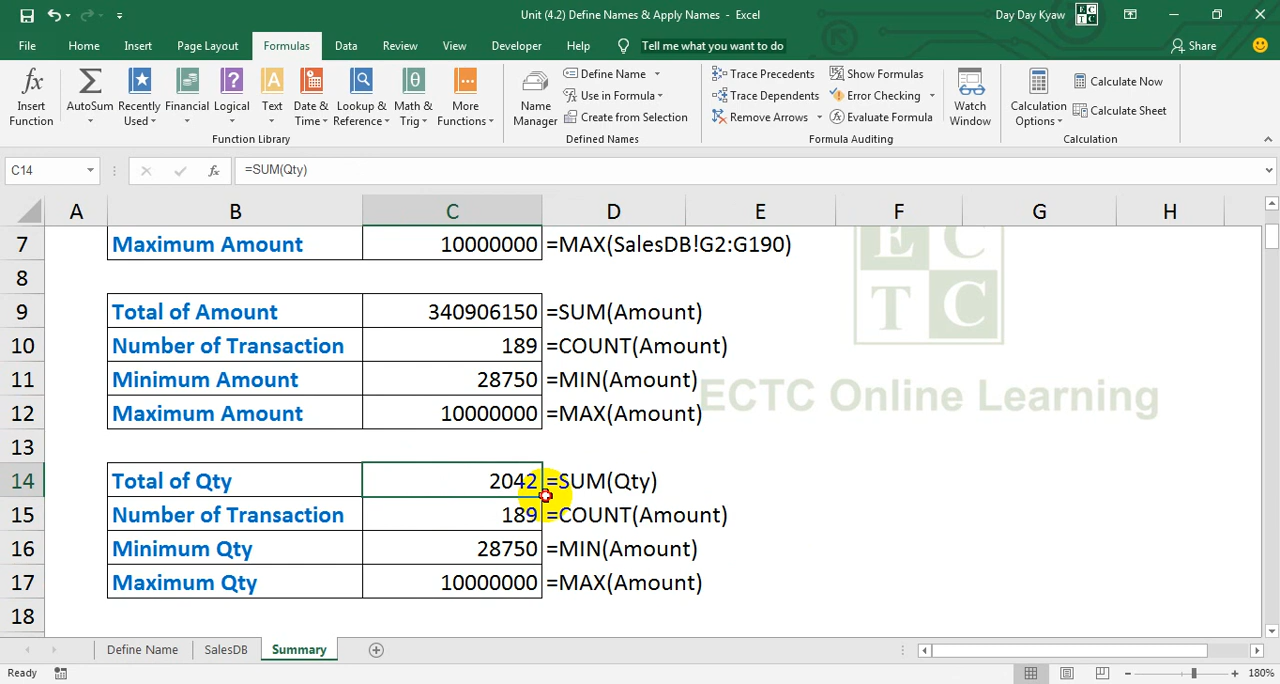 Unit (4.2) Define Names & Apply Names - Excel
Day Day Kyaw
E C T C
File Home Insert Page Layout Formulas Data Review View Developer Help Tell me what you want to do Share
Insert Function
AutoSum
Recently Used
Financial
Logical
Text
Date & Time
Lookup & Reference
Math & Trig
More Functions
Function Library
Name Manager
Define Name
Use in Formula
Create from Selection
Defined Names
Trace Precedents
Trace Dependents
Remove Arrows
Show Formulas
Error Checking
Evaluate Formula
Formula Auditing
Watch Window
Calculation Options
Calculate Now
Calculate Sheet
Calculation
C14 fx =SUM(Qty)
A B C D E F G H
7 Maximum Amount 10000000 =MAX(SalesDB!G2:G190)
8
9 Total of Amount 340906150 =SUM(Amount)
10 Number of Transaction 189 =COUNT(Amount)
11 Minimum Amount 28750 =MIN(Amount)
12 Maximum Amount 10000000 =MAX(Amount)
13
14 Total of Qty 2042 =SUM(Qty)
15 Number of Transaction 189 =COUNT(Amount)
16 Minimum Qty 28750 =MIN(Amount)
17 Maximum Qty 10000000 =MAX(Amount)
18
E C
T C
ECTC Online Learning
Define Name SalesDB Summary
Ready
180%